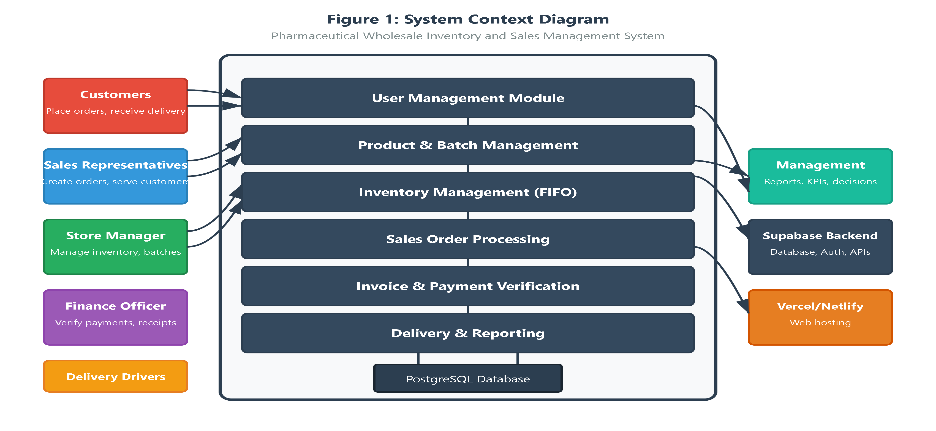 Figure 1: System Context Diagram
Pharmaceutical Wholesale Inventory and Sales Management System
Customers
Place orders, receive delivery
Sales Representatives
Create orders, serve customers
Store Manager
Manage inventory, batches
Finance Officer
Verify payments, receipts
Delivery Drivers
User Management Module
Product & Batch Management
Inventory Management (FIFO)
Sales Order Processing
Invoice & Payment Verification
Delivery & Reporting
PostgreSQL Database
Management
Reports, KPIs, decisions
Supabase Backend
Database, Auth, APIs
Vercel/Netlify
Web hosting